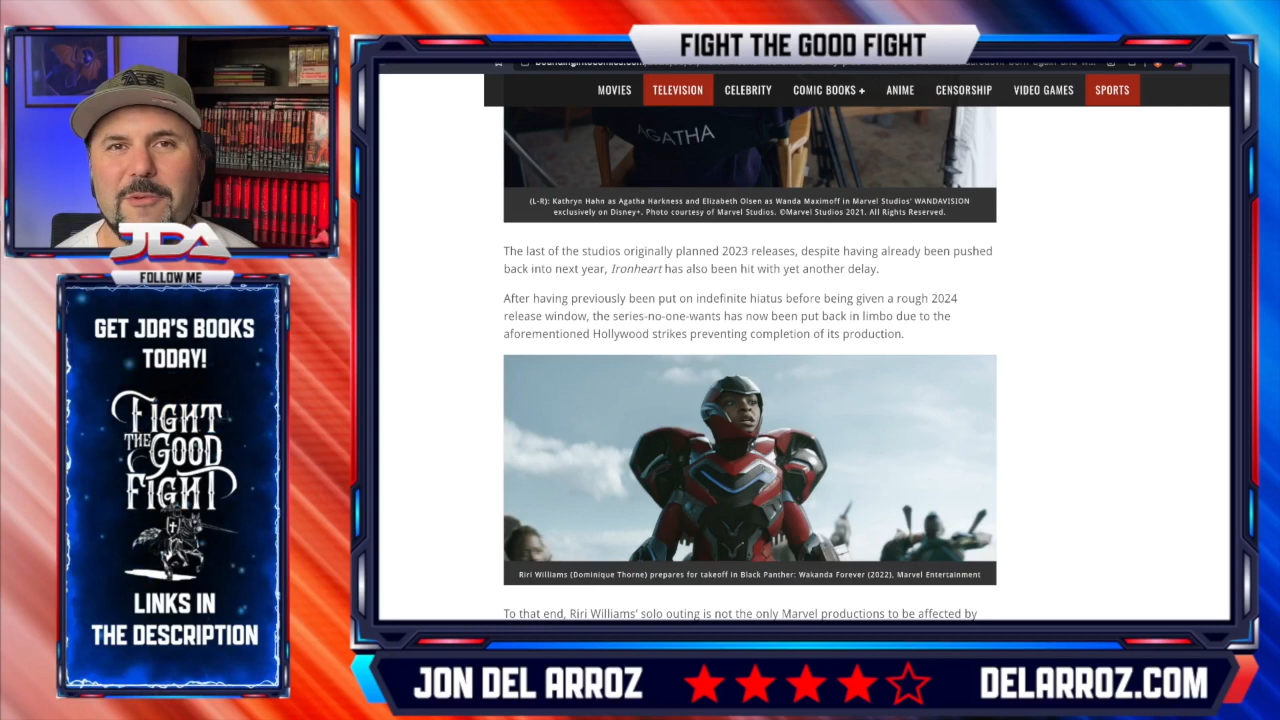 FIGHT THE GOOD FIGHT
MOVIES TELEVISION CELEBRITY COMIC BOOKS + ANIME CENSORSHIP VIDEO GAMES SPORTS
AGATHA
(L-R): Kathryn Hahn as Agatha Harkness and Elizabeth Olsen as Wanda Maximoff in Marvel Studios' WANDAVISION
exclusively on Disney+. Photo courtesy of Marvel Studios. ©Marvel Studios 2021. All Rights Reserved.
The last of the studios originally planned 2023 releases, despite having already been pushed
back into next year, Ironheart has also been hit with yet another delay.
After having previously been put on indefinite hiatus before being given a rough 2024
release window, the series-no-one-wants has now been put back in limbo due to the
aforementioned Hollywood strikes preventing completion of its production.
Riri Williams (Dominique Thorne) prepares for takeoff in Black Panther: Wakanda Forever (2022), Marvel Entertainment
To that end, Riri Williams' solo outing is not the only Marvel productions to be affected by
JDA
FOLLOW ME
GET JDA'S BOOKS
TODAY!
FIGHT
THE GOOD
FIGHT
LINKS IN
THE DESCRIPTION
JON DEL ARROZ
DELARROZ.COM